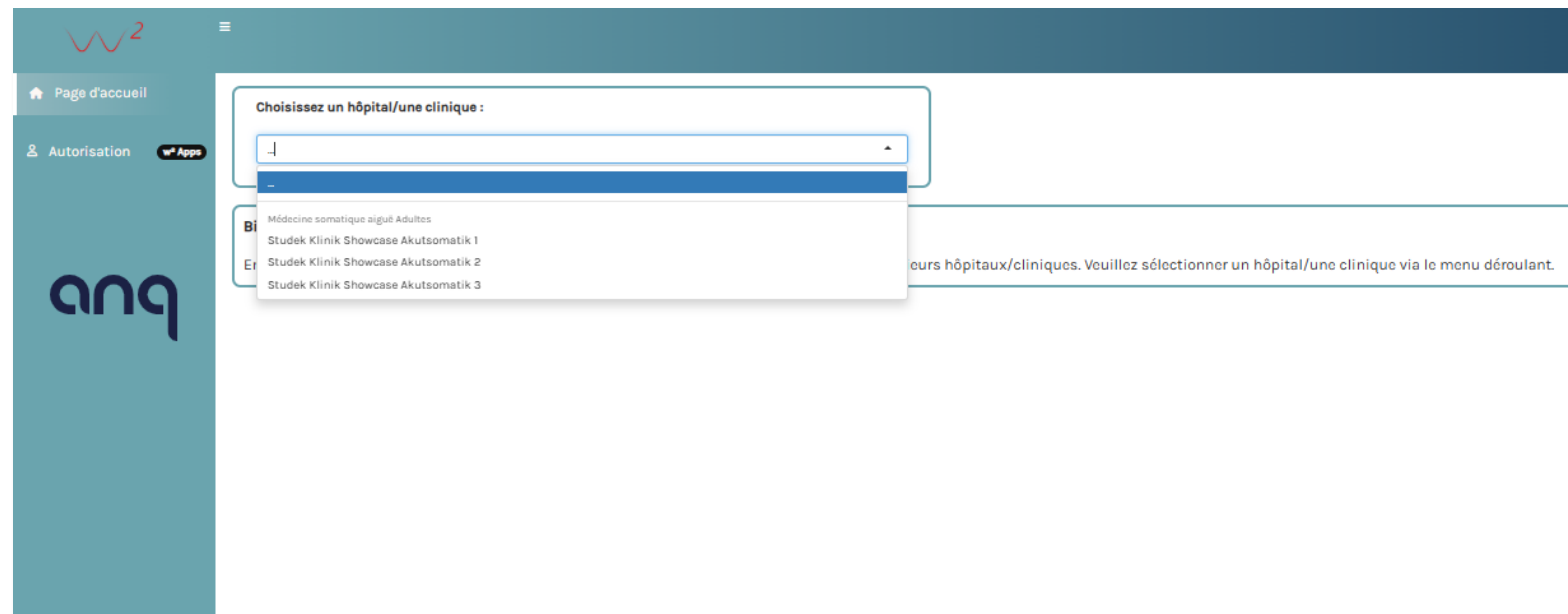 w2
Page d'accueil
Autorisation
w² Apps
anq
Choisissez un hôpital/une clinique :
_
_
Médecine somatique aiguë Adultes
Studek Klinik Showcase Akutsomatik 1
Studek Klinik Showcase Akutsomatik 2
Studek Klinik Showcase Akutsomatik 3
eurs hôpitaux/cliniques. Veuillez sélectionner un hôpital/une clinique via le menu déroulant.